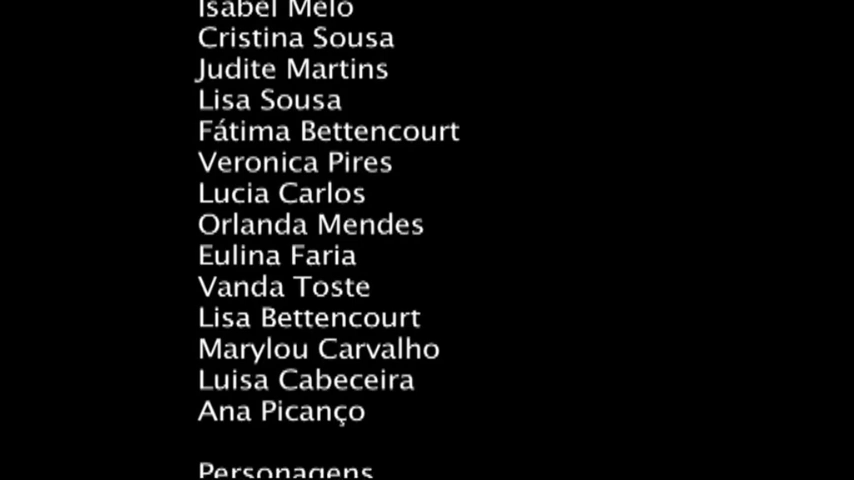 Isabel Melo
Cristina Sousa
Judite Martins
Lisa Sousa
Fátima Bettencourt
Veronica Pires
Lucia Carlos
Orlanda Mendes
Eulina Faria
Vanda Toste
Lisa Bettencourt
Marylou Carvalho
Luisa Cabeceira
Ana Picanço
Personagens